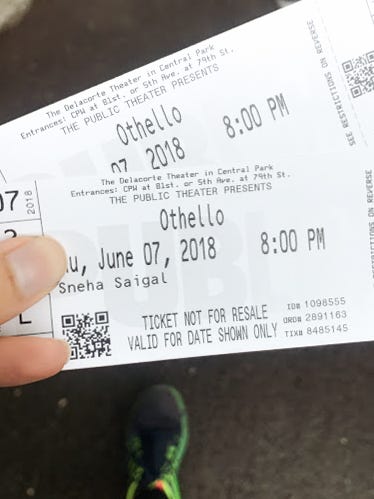 The Delacorte Theater in Central Park
Entrances: CPW at 81st. or 5th Ave. at 79th St.
THE PUBLIC THEATER PRESENTS
Othello
07 2018
8:00 PM
SEE RESTRICTIONS ON REVERSE
07
2018
The Delacorte Theater in Central Park
Entrances: CPW at 81st. or 5th Ave. at 79th St.
THE PUBLIC THEATER PRESENTS
Othello
u, June 07, 2018
8:00 PM
Sneha Saigal
TICKET NOT FOR RESALE
VALID FOR DATE SHOWN ONLY
ID# 1098555
ORD# 2891163
TIX# 8485145
ON REVERSE